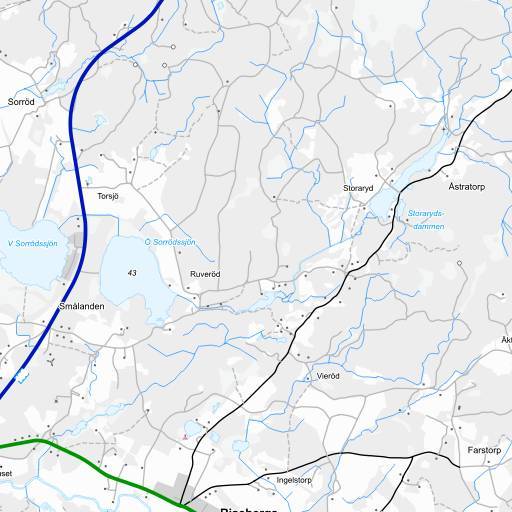 Sorröd
Torsjö
Storaryd
Åstratorp
Storaryds-
dammen
V Sorrödssjön
Ö Sorrödssjön
43
Ruveröd
Smålanden
Vieröd
Farstorp
Ingelstorp